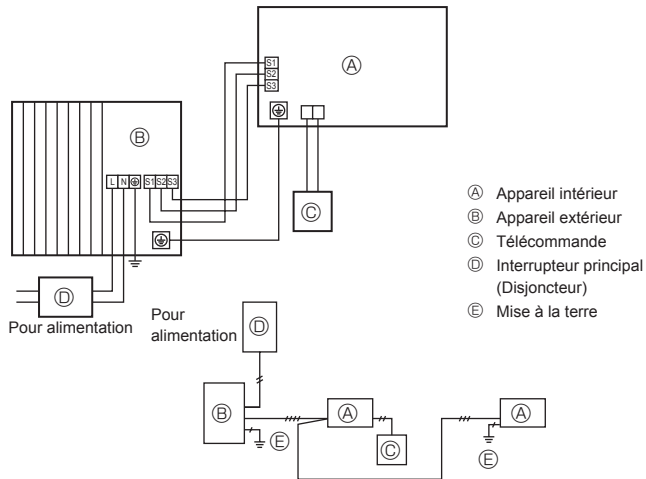 S1
S2
S3
Ⓐ
Ⓑ
L N S1 S2 S3
Ⓒ
Ⓓ
Pour alimentation
Ⓐ Appareil intérieur
Ⓑ Appareil extérieur
Ⓒ Télécommande
Ⓓ Interrupteur principal
(Disjoncteur)
Ⓔ Mise à la terre
Pour
alimentation
Ⓓ
Ⓑ
Ⓔ
Ⓐ
Ⓒ
Ⓐ
Ⓔ